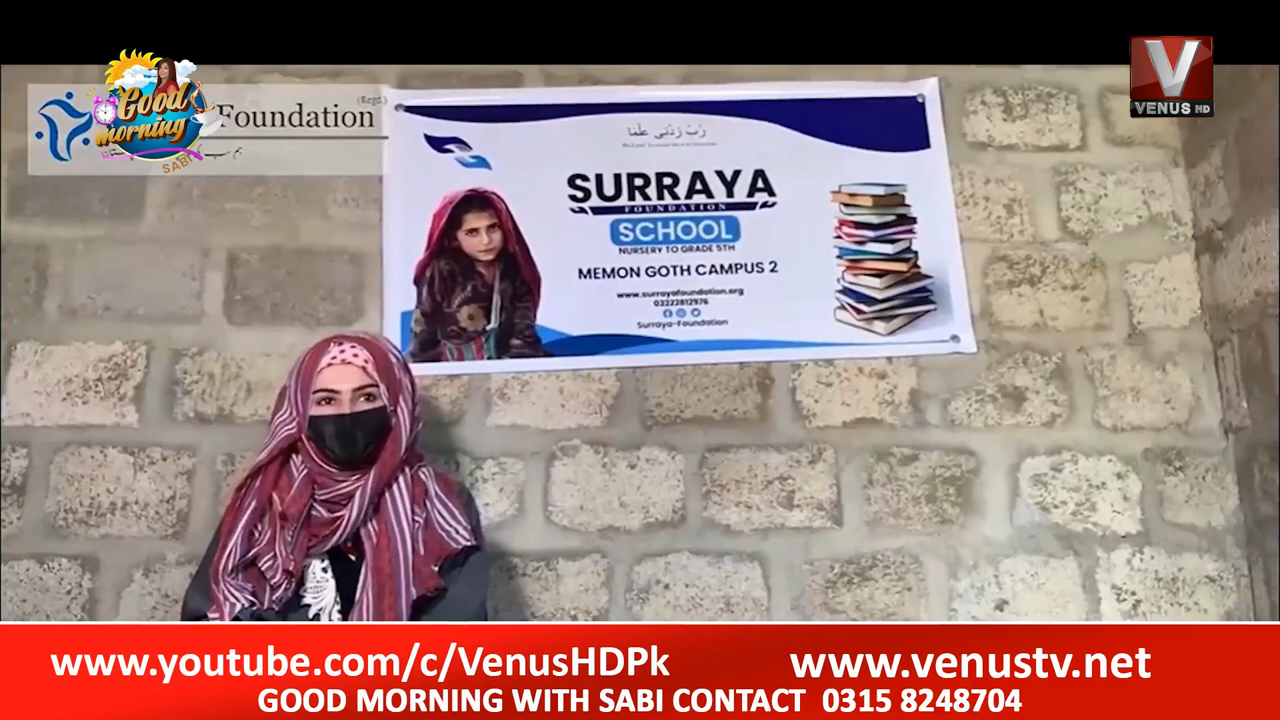 Good
morning
SABI
(Regd.)
Foundation
V
VENUS HD
رَبِّ زِدْنِي عِلْمًا
SURRAYA
FOUNDATION
SCHOOL
NURSERY TO GRADE 5TH
MEMON GOTH CAMPUS 2
www.surrayafoundation.org
03222812976
Surraya-Foundation
www.youtube.com/c/VenusHDPk
www.venustv.net
GOOD MORNING WITH SABI CONTACT 0315 8248704